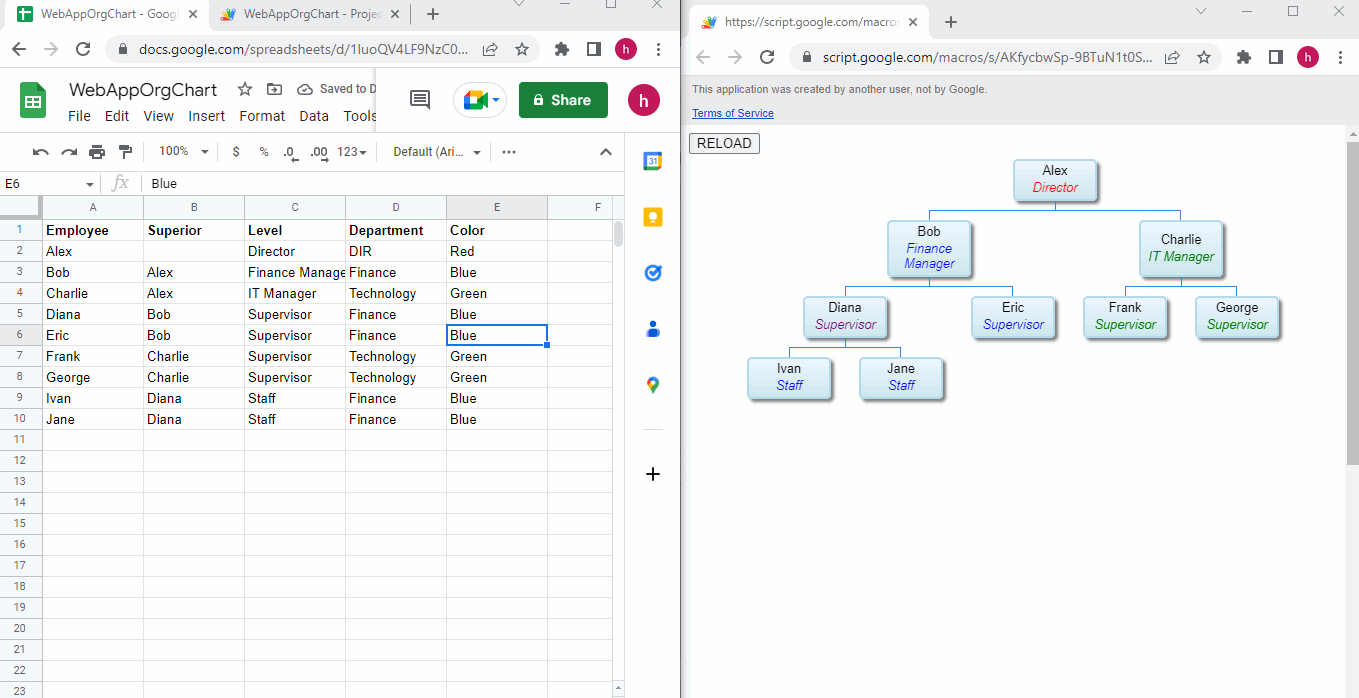 WebAppOrgChart - Goog
WebAppOrgChart - Projec
docs.google.com/spreadsheets/d/1IuoQV4LF9NzC0...
h
WebAppOrgChart
Saved to D
File Edit View Insert Format Data Tools
Share
h
100% $ % .0 .00 123 Default (Ari...
31
E6 fx Blue
A B C D E F
1 Employee Superior Level Department Color
2 Alex Director DIR Red
3 Bob Alex Finance Manage Finance Blue
4 Charlie Alex IT Manager Technology Green
5 Diana Bob Supervisor Finance Blue
6 Eric Bob Supervisor Finance Blue
7 Frank Charlie Supervisor Technology Green
8 George Charlie Supervisor Technology Green
9 Ivan Diana Staff Finance Blue
10 Jane Diana Staff Finance Blue
11
12
13
14
15
16
17
18
19
20
21
22
23
https://script.google.com/macros
script.google.com/macros/s/AKfycbwSp-9BTuN1t0S...
h
This application was created by another user, not by Google.
Terms of Service
RELOAD
Alex
Director
Bob
Finance
Manager
Charlie
IT Manager
Diana
Supervisor
Eric
Supervisor
Frank
Supervisor
George
Supervisor
Ivan
Staff
Jane
Staff